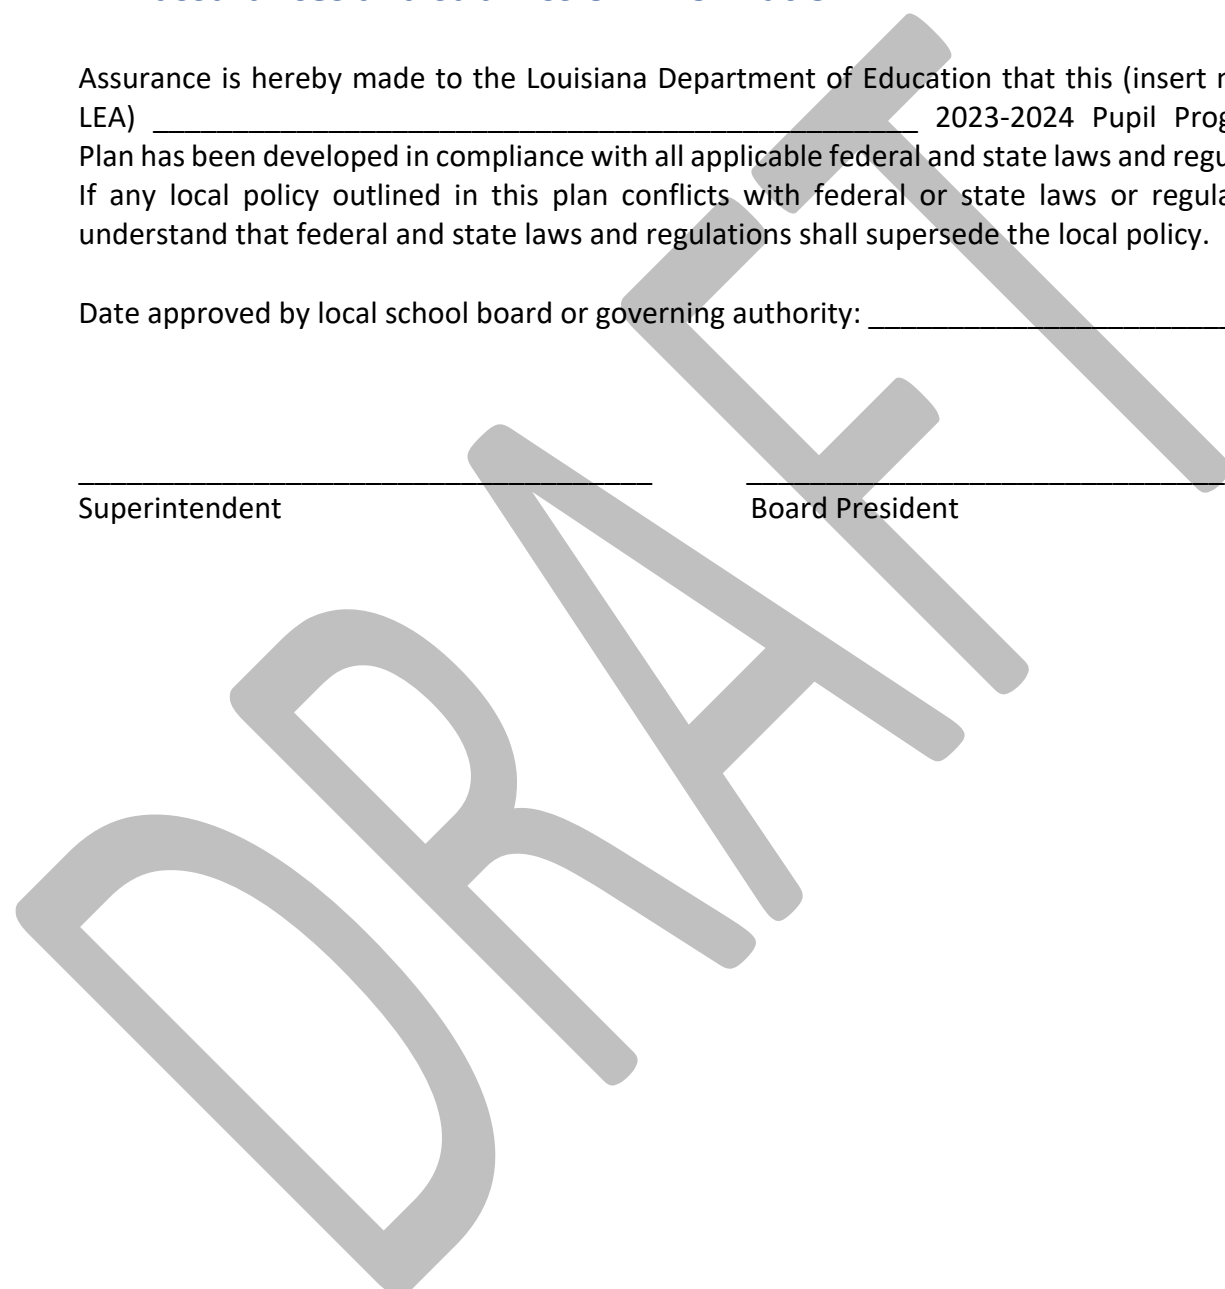 Assurance is hereby made to the Louisiana Department of Education that this (insert
LEA) ________________________________________________ 2023-2024 Pupil
Plan has been developed in compliance with all applicable federal and state laws and
If any local policy outlined in this plan conflicts with federal or state laws or
understand that federal and state laws and regulations shall supersede the local policy.
Date approved by local school board or governing authority: ______________________
____________________________________ ______________________________
Superintendent Board President
DRAFT